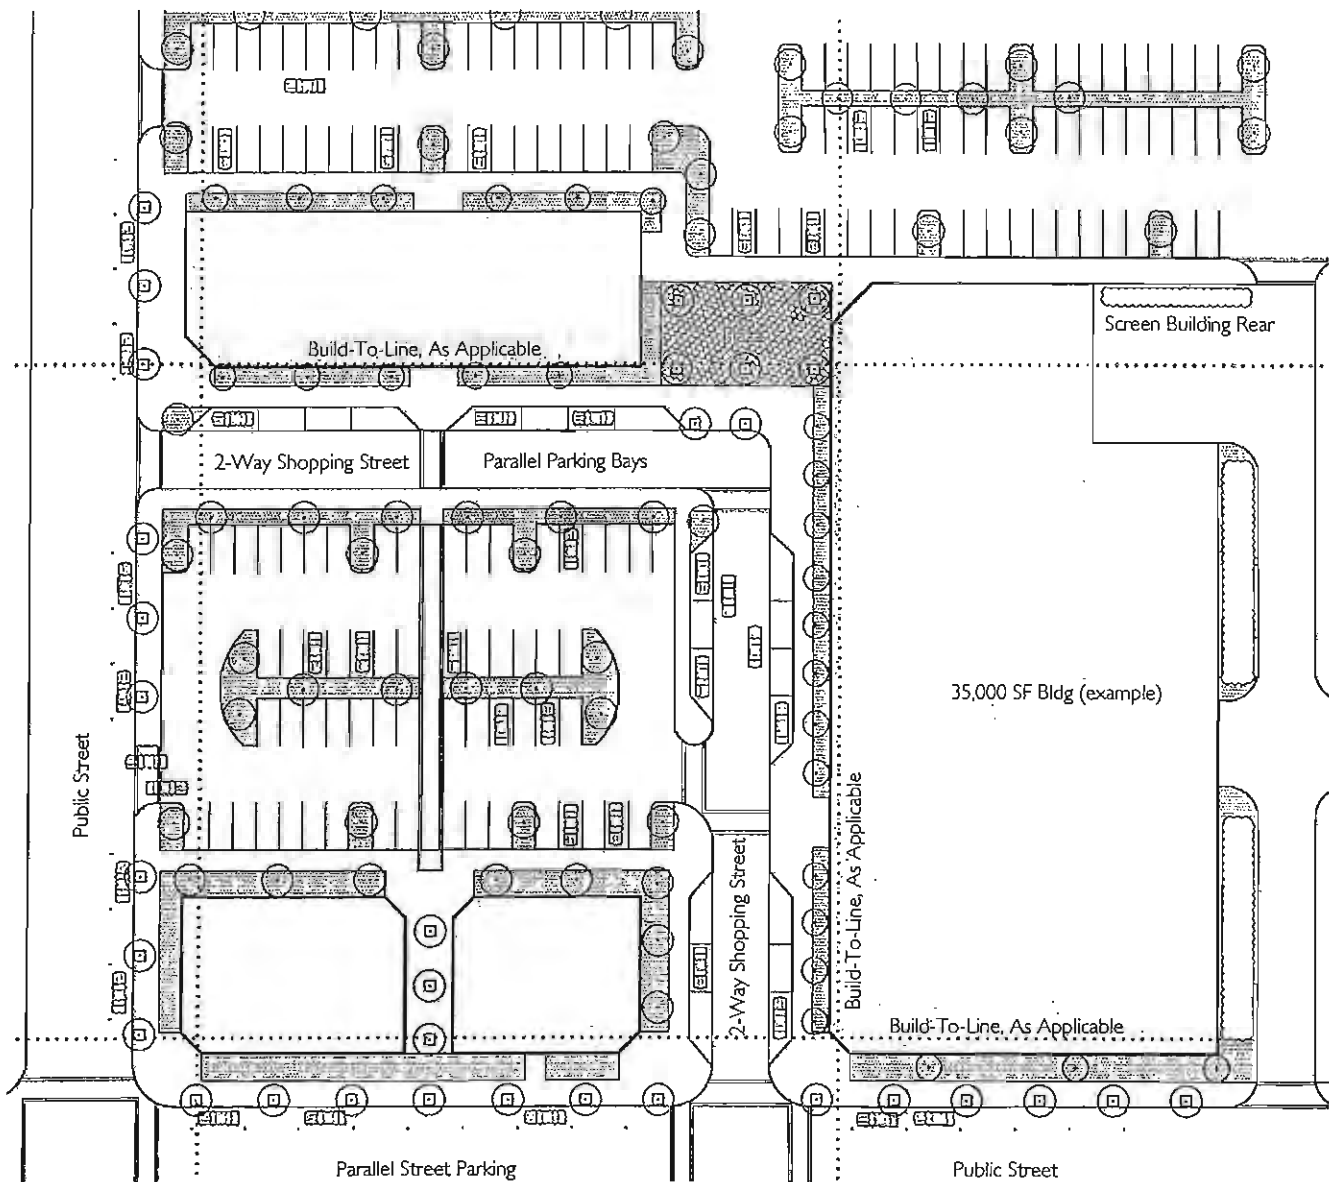 Screen Building Rear
Build-To-Line, As Applicable
2-Way Shopping Street
Parallel Parking Bays
35,000 SF Bldg (example)
Public Street
Build-To-Line, As Applicable
2-Way Shopping Street
Build-To-Line, As Applicable
Parallel Street Parking
Public Street